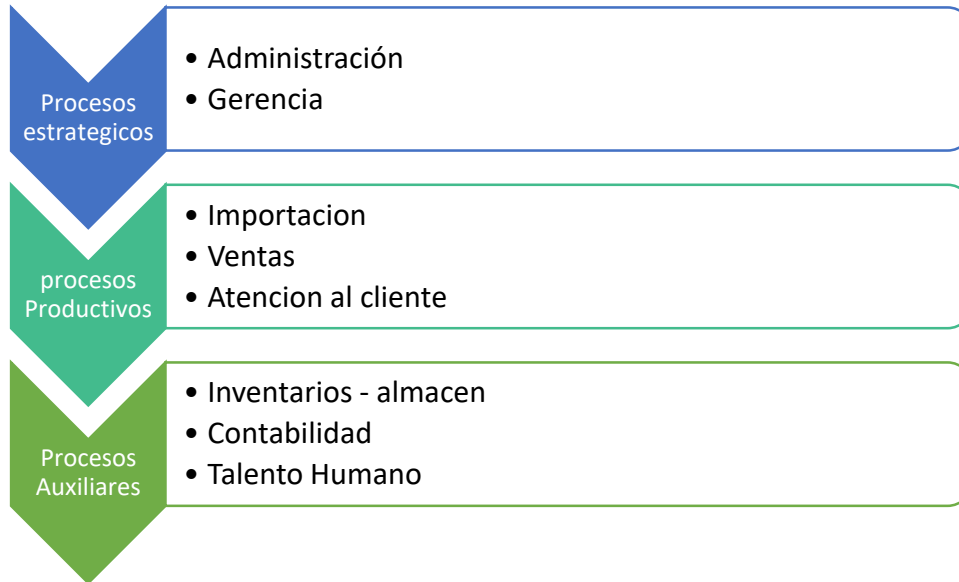 Procesos
estrategicos
• Administración
• Gerencia
procesos
Productivos
• Importacion
• Ventas
• Atencion al cliente
Procesos
Auxiliares
• Inventarios - almacen
• Contabilidad
• Talento Humano